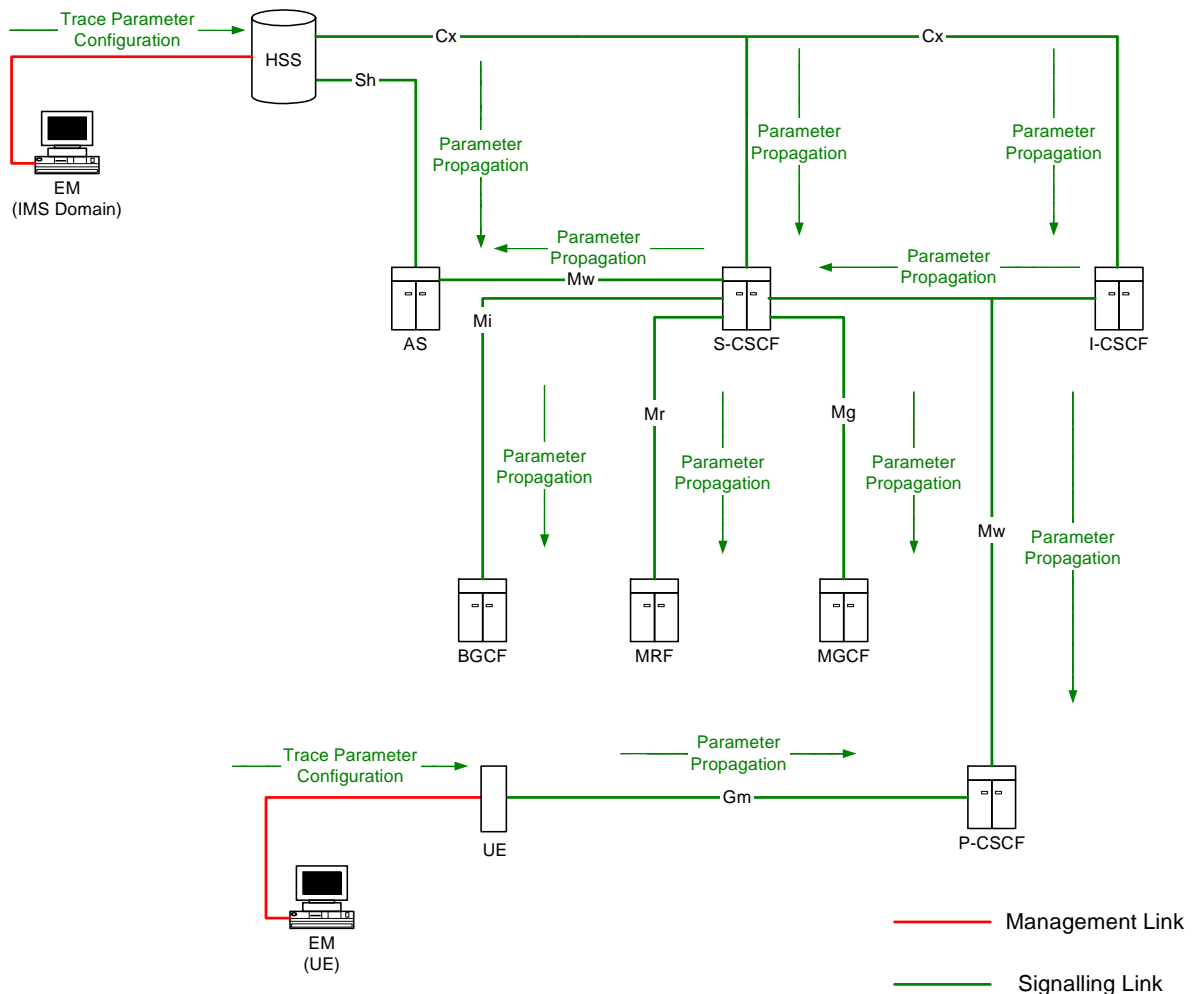 Trace Parameter
Configuration
HSS
Cx
Cx
Sh
EM
(IMS Domain)
Parameter
Propagation
Parameter
Propagation
Parameter
Propagation
Parameter
Propagation
Parameter
Propagation
Mw
AS
Mi
S-CSCF
I-CSCF
Mr
Mg
Parameter
Propagation
Parameter
Propagation
Parameter
Propagation
Mw
Parameter
Propagation
BGCF
MRF
MGCF
Trace Parameter
Configuration
Parameter
Propagation
Gm
UE
P-CSCF
EM
(UE)
Management Link
Signalling Link